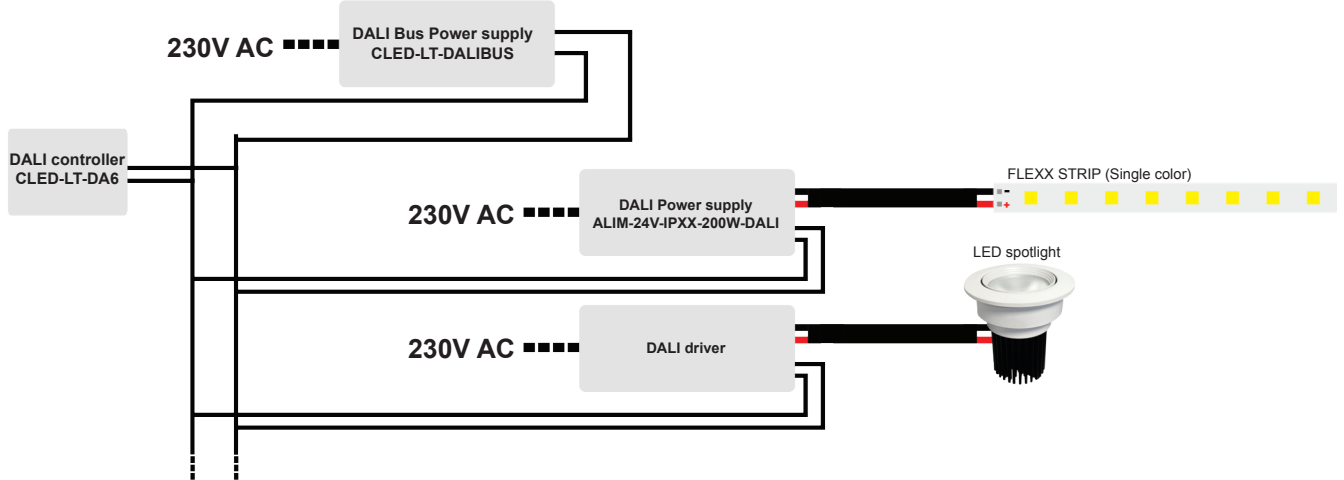 230V AC
DALI Bus Power supply
CLED-LT-DALIBUS
DALI controller
CLED-LT-DA6
230V AC
DALI Power supply
ALIM-24V-IPXX-200W-DALI
FLEXX STRIP (Single color)
-
+
LED spotlight
230V AC
DALI driver